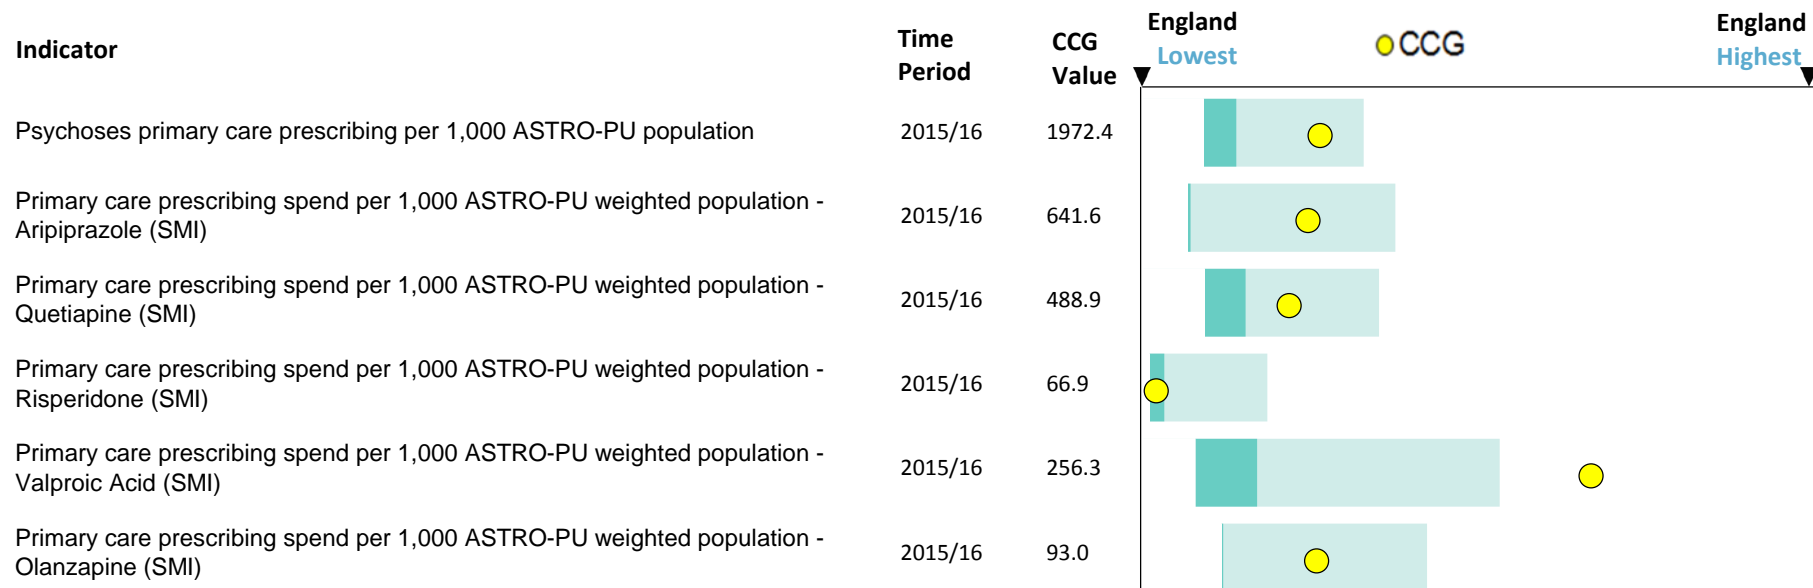 Indicator
Time Period
CCG Value
England Lowest
CCG
England Highest
Psychoses primary care prescribing per 1,000 ASTRO-PU population 2015/16 1972.4
Primary care prescribing spend per 1,000 ASTRO-PU weighted population -
Aripiprazole (SMI) 2015/16 641.6
Primary care prescribing spend per 1,000 ASTRO-PU weighted population -
Quetiapine (SMI) 2015/16 488.9
Primary care prescribing spend per 1,000 ASTRO-PU weighted population -
Risperidone (SMI) 2015/16 66.9
Primary care prescribing spend per 1,000 ASTRO-PU weighted population -
Valproic Acid (SMI) 2015/16 256.3
Primary care prescribing spend per 1,000 ASTRO-PU weighted population -
Olanzapine (SMI) 2015/16 93.0